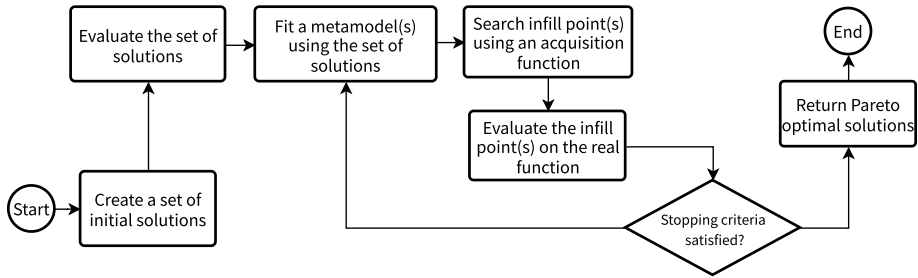 Start
Create a set of
initial solutions
Evaluate the set of
solutions
Fit a metamodel(s)
using the set of
solutions
Search infill point(s)
using an acquisition
function
Evaluate the infill
point(s) on the real
function
Stopping criteria
satisfied?
Return Pareto
optimal solutions
End